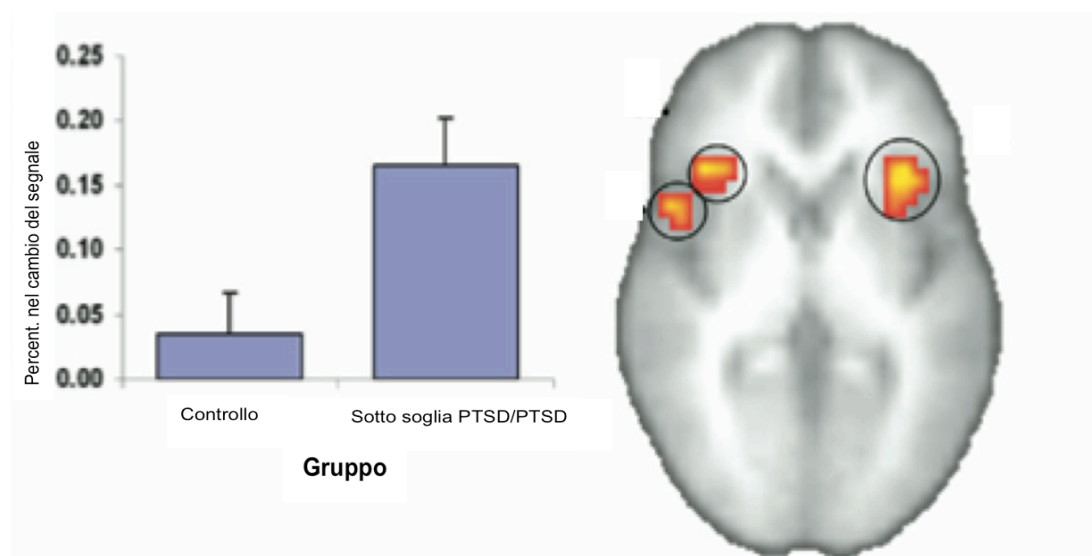 Percent. nel cambio del segnale
0.25
0.20
0.15
0.10
0.05
0.00
Controllo
Sotto soglia PTSD/PTSD
Gruppo